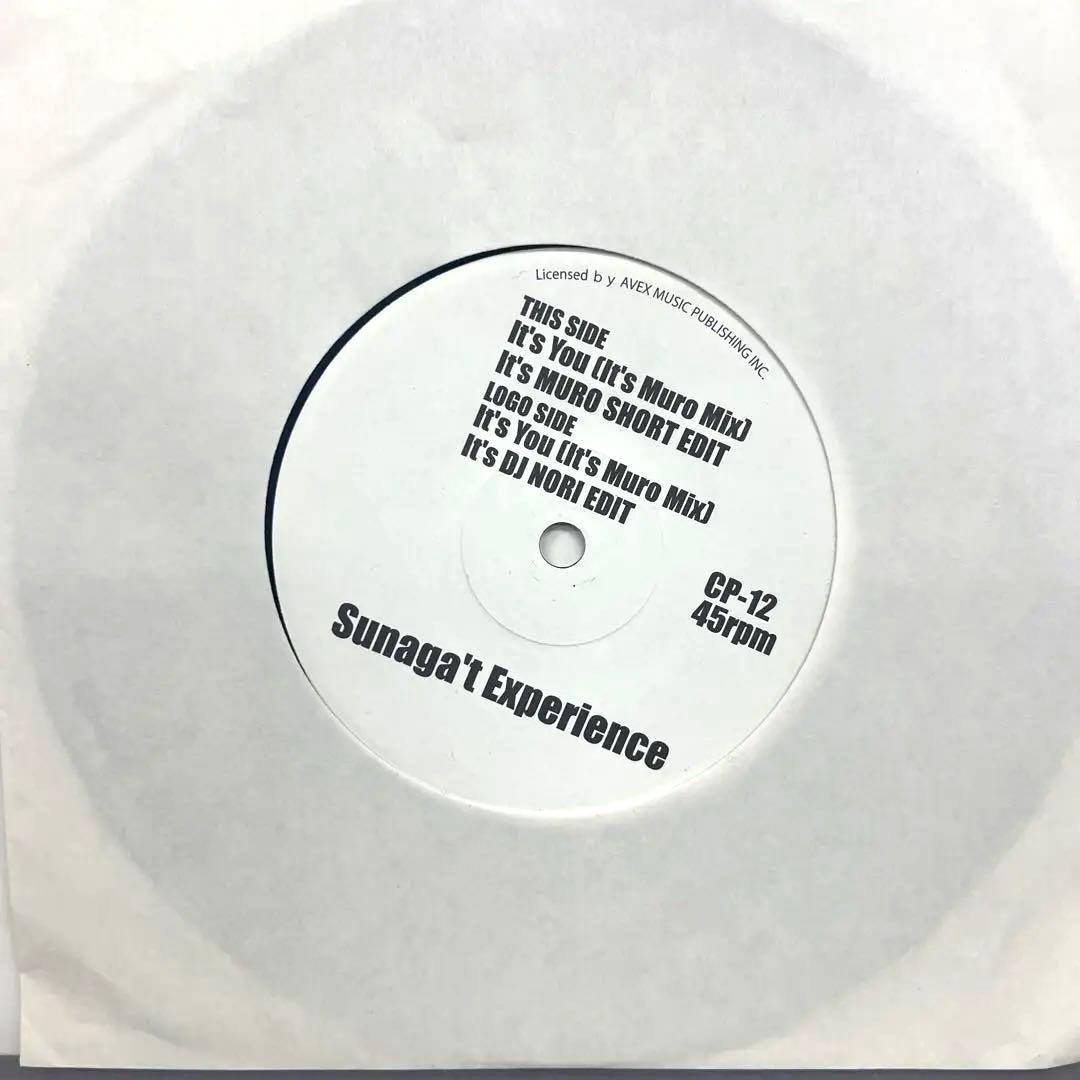 Licensed b y AVEX MUSIC PUBLISHING INC.
THIS SIDE
It's You (It's Muro Mix)
It's MURO SHORT EDIT
LOGO SIDE
It's You (It's Muro Mix)
It's DJ NORI EDIT
CP-12
45rpm
Sunaga't Experience